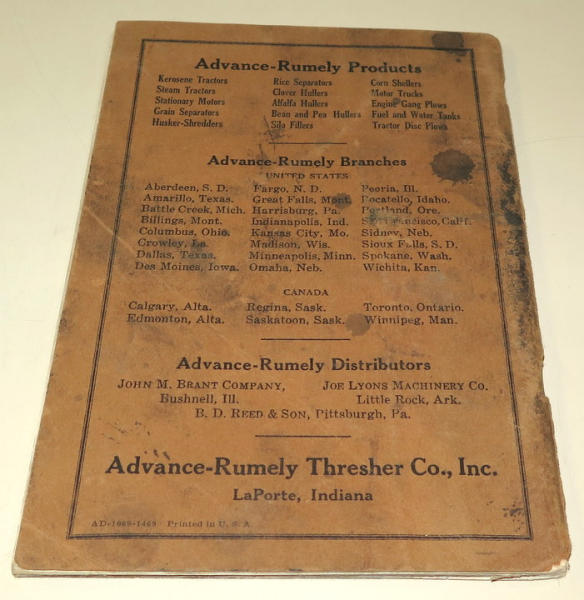 Advance-Rumely Products
Kerosene Tractors Rice Separators Corn Shellers
Steam Tractors Clover Hullers Motor Trucks
Stationary Motors Alfalfa Hullers Engine Gang Plows
Grain Separators Bean and Pea Hullers Fuel and Water Tanks
Husker-Shredders Silo Fillers Tractor Disc Plows
Advance-Rumely Branches
UNITED STATES
Aberdeen, S. D. Fargo, N. D. Peoria, Ill.
Amarillo, Texas. Great Falls, Mont. Pocatello, Idaho.
Battle Creek, Mich. Harrisburg, Pa. Portland, Ore.
Billings, Mont. Indianapolis, Ind. San Francisco, Calif.
Columbus, Ohio. Kansas City, Mo. Sidney, Neb.
Crowley, La. Madison, Wis. Sioux Falls, S. D.
Dallas, Texas. Minneapolis, Minn. Spokane, Wash.
Des Moines, Iowa. Omaha, Neb. Wichita, Kan.
CANADA
Calgary, Alta. Regina, Sask. Toronto, Ontario.
Edmonton, Alta. Saskatoon, Sask. Winnipeg, Man.
Advance-Rumely Distributors
JOHN M. BRANT COMPANY, JOE LYONS MACHINERY CO.
Bushnell, Ill. Little Rock, Ark.
B. D. REED & SON, Pittsburgh, Pa.
Advance-Rumely Thresher Co., Inc.
LaPorte, Indiana
Printed in U. S. A.